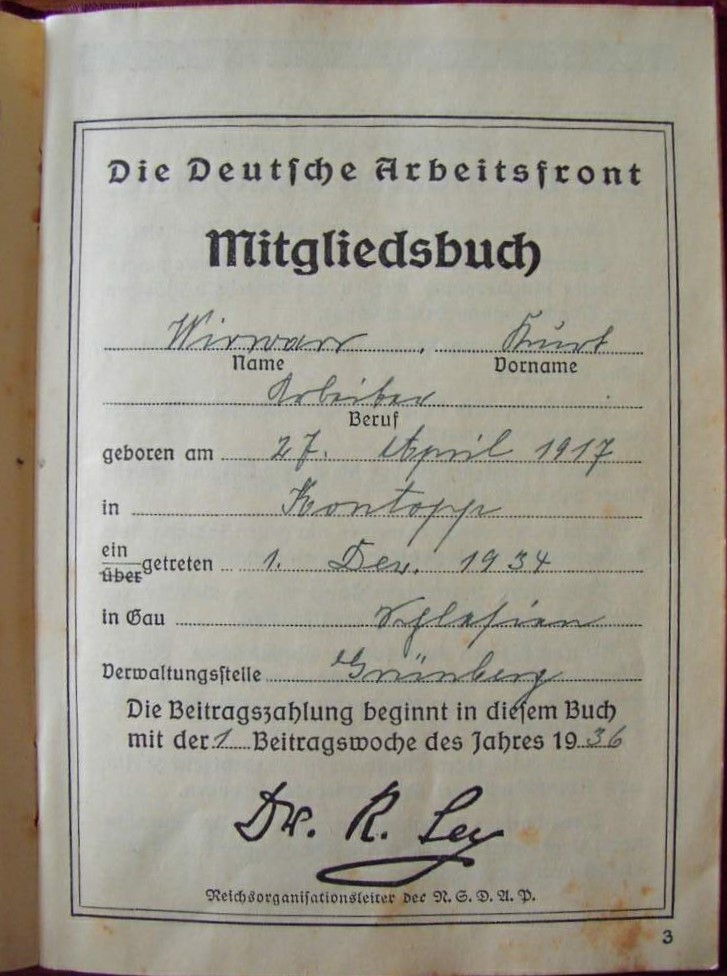 Die Deutsche Arbeitsfront
Mitgliedsbuch
Wirwarr, Kurt
Name Vorname
Arbeiter
Beruf
geboren am 27. April 1917
in Kontopp
ein
über getreten 1. Dez. 1934
in Gau Schlesien
Verwaltungsstelle Grünberg
Die Beitragszahlung beginnt in diesem Buch
mit der 1 Beitragswoche des Jahres 1936
Dr. R. Ley
Reichsorganisationsleiter der N.S.D.A.P.
3